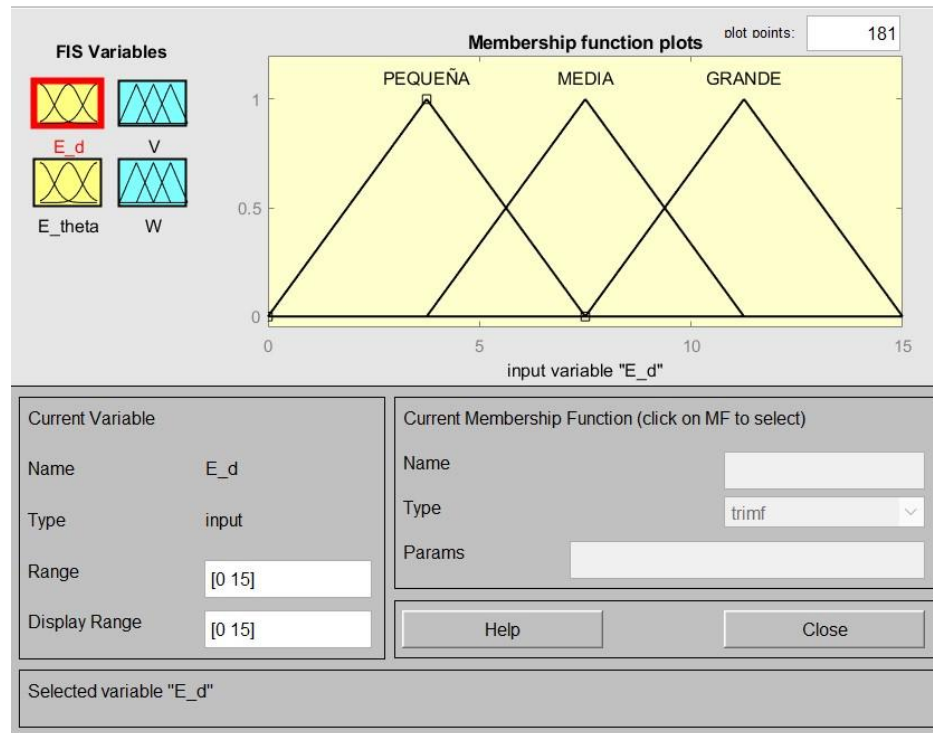 FIS Variables
E_d
V
E_theta
W
Membership function plots
plot points:
181
PEQUEÑA
MEDIA
GRANDE
1
0.5
0
0
5
10
15
input variable "E_d"
Current Variable
Name
E_d
Type
input
Range
[0 15]
Display Range
[0 15]
Current Membership Function (click on MF to select)
Name
Type
trimf
Params
Help
Close
Selected variable "E_d"